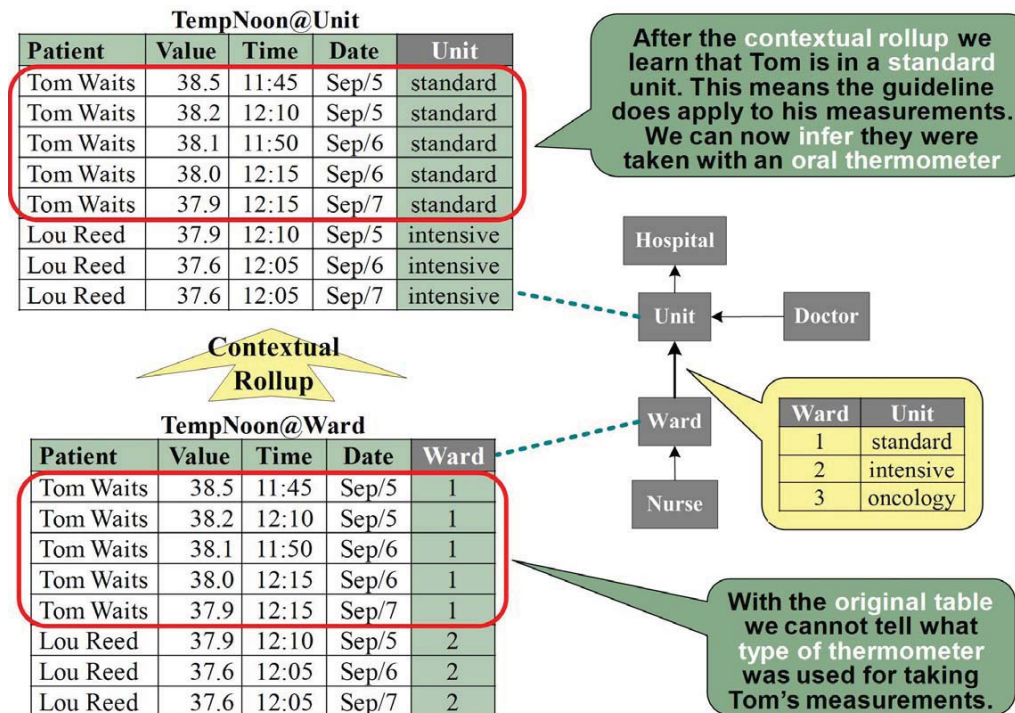 TempNoon@Unit
Patient Value Time Date Unit
Tom Waits 38.5 11:45 Sep/5 standard
Tom Waits 38.2 12:10 Sep/5 standard
Tom Waits 38.1 11:50 Sep/6 standard
Tom Waits 38.0 12:15 Sep/6 standard
Tom Waits 37.9 12:15 Sep/7 standard
Lou Reed 37.9 12:10 Sep/5 intensive
Lou Reed 37.6 12:05 Sep/6 intensive
Lou Reed 37.6 12:05 Sep/7 intensive
After the contextual rollup we
learn that Tom is in a standard
unit. This means the guideline
does apply to his measurements.
We can now infer they were
taken with an oral thermometer
Hospital
Unit
Doctor
Ward
Nurse
Ward Unit
1 standard
2 intensive
3 oncology
Contextual
Rollup
TempNoon@Ward
Patient Value Time Date Ward
Tom Waits 38.5 11:45 Sep/5 1
Tom Waits 38.2 12:10 Sep/5 1
Tom Waits 38.1 11:50 Sep/6 1
Tom Waits 38.0 12:15 Sep/6 1
Tom Waits 37.9 12:15 Sep/7 1
Lou Reed 37.9 12:10 Sep/5 2
Lou Reed 37.6 12:05 Sep/6 2
Lou Reed 37.6 12:05 Sep/7 2
With the original table
we cannot tell what
type of thermometer
was used for taking
Tom's measurements.